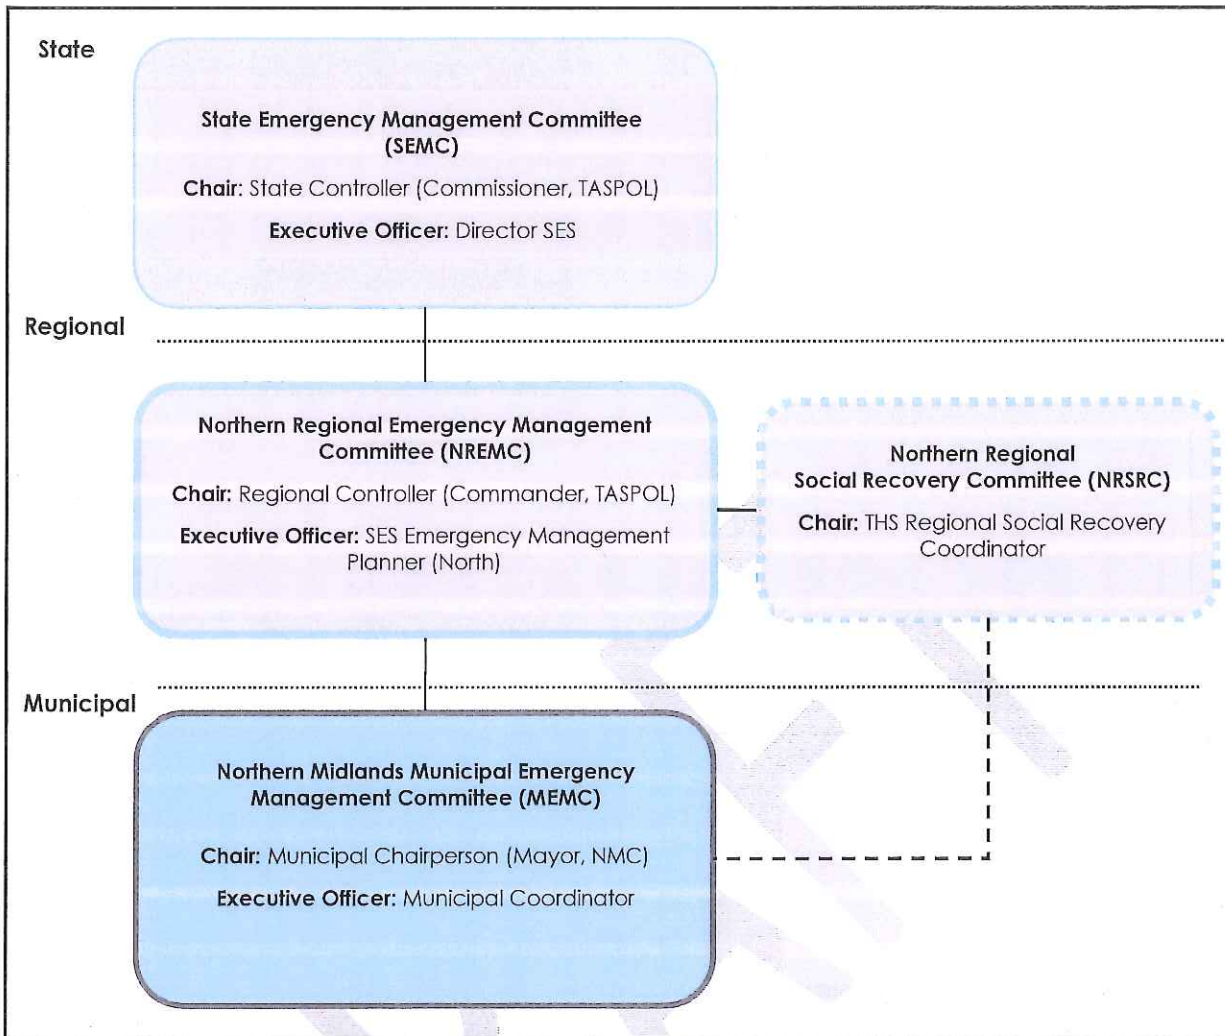 State
State Emergency Management Committee
(SEMC)
Chair: State Controller (Commissioner, TASPOL)
Executive Officer: Director SES
Regional
Northern Regional Emergency Management
Committee (NREMC)
Chair: Regional Controller (Commander, TASPOL)
Executive Officer: SES Emergency Management
Planner (North)
Northern Regional
Social Recovery Committee (NRSRC)
Chair: THS Regional Social Recovery
Coordinator
Municipal
Northern Midlands Municipal Emergency
Management Committee (MEMC)
Chair: Municipal Chairperson (Mayor, NMC)
Executive Officer: Municipal Coordinator